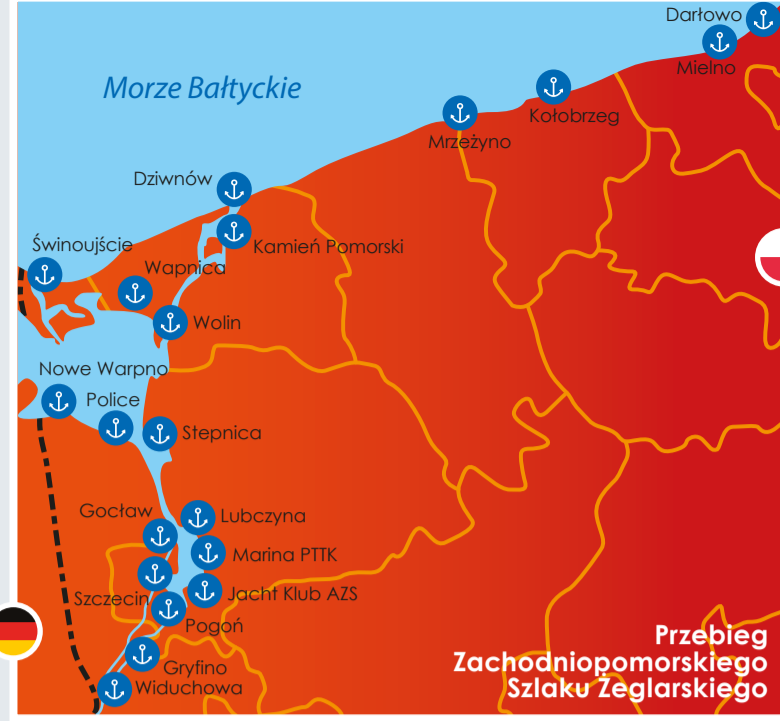 Darłowo
Mielno
Morze Bałtyckie
Kołobrzeg
Mrzeżyno
Dziwnów
Świnoujście
Kamień Pomorski
Wapnica
Wolin
Nowe Warpno
Police
Stepnica
Gocław
Lubczyna
Marina PTTK
Szczecin
Jacht Klub AZS
Pogoń
Gryfino
Widuchowa
Przebieg
Zachodniopomorskiego
Szlaku Żeglarskiego